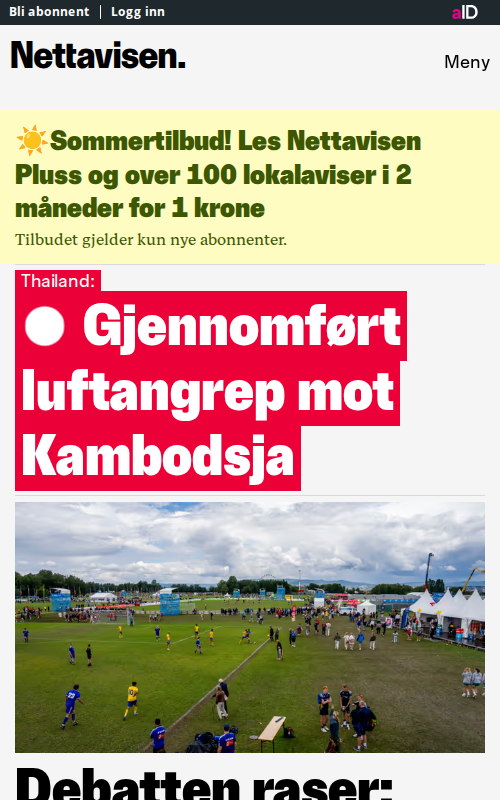 Bli abonnent | Logg inn
aID
Nettavisen.
Meny
☀️Sommertilbud! Les Nettavisen
Pluss og over 100 lokalaviser i 2
måneder for 1 krone
Tilbudet gjelder kun nye abonnenter.
Thailand:
Gjennomført
luftangrep mot
Kambodsja
Debatten raser: